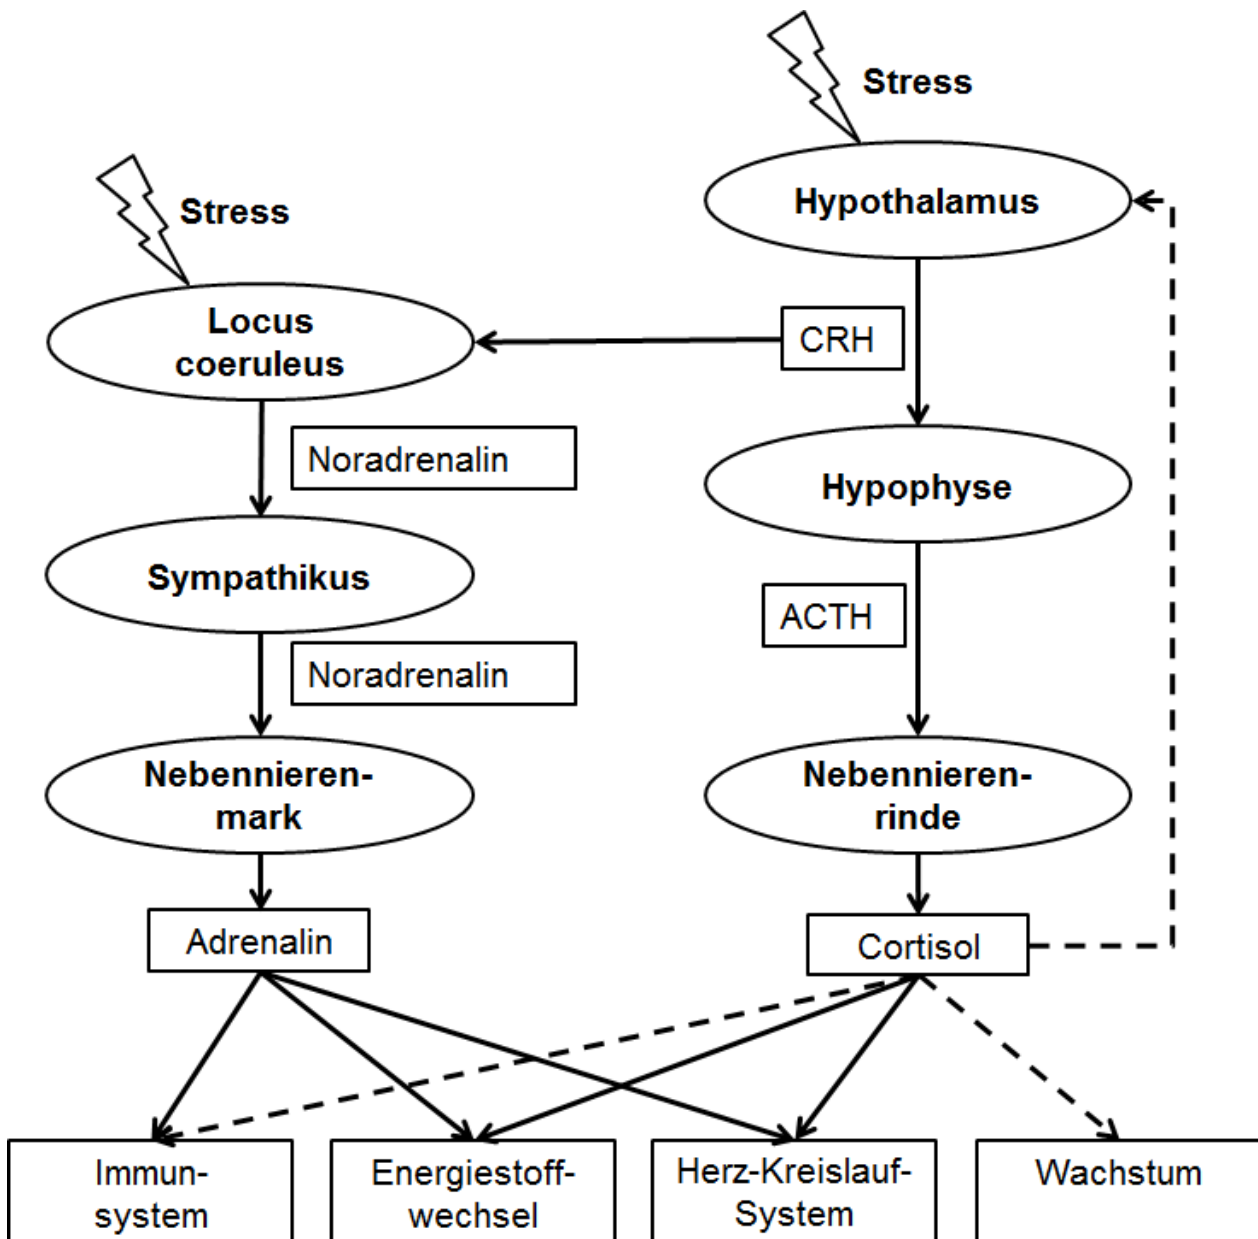 Stress
Hypothalamus
Stress
Locus
coeruleus
CRH
Noradrenalin
Hypophyse
Sympathikus
ACTH
Noradrenalin
Nebennieren-
mark
Nebennieren-
rinde
Adrenalin
Cortisol
Immun-
system
Energiestoff-
wechsel
Herz-Kreislauf-
System
Wachstum